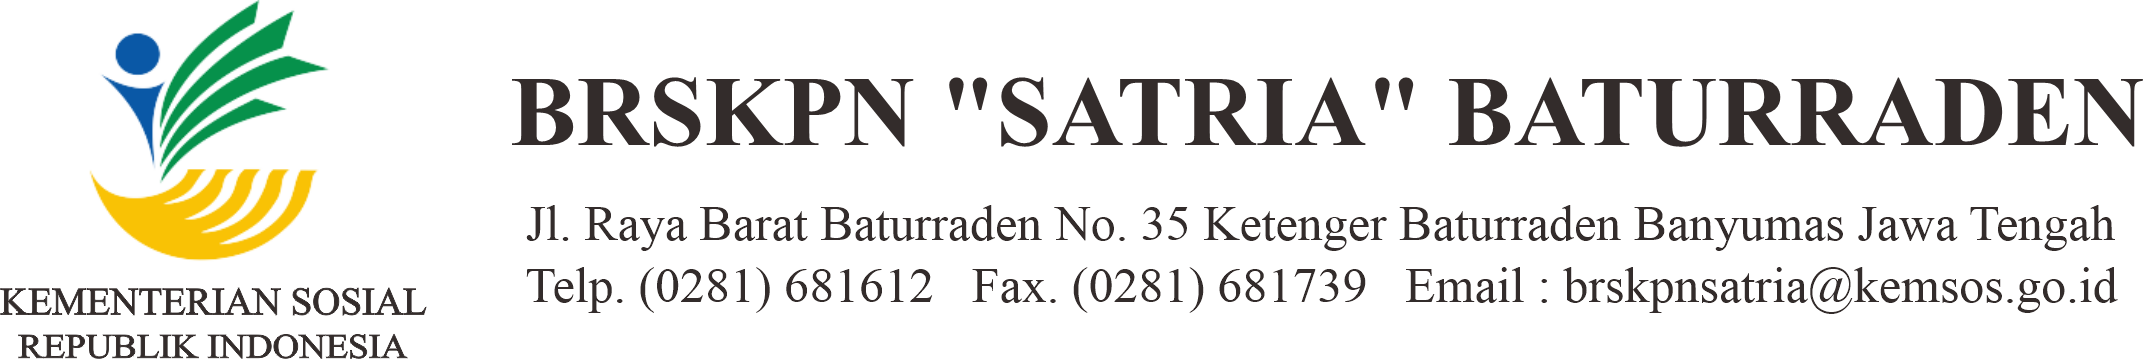 KEMENTERIAN SOSIAL
REPUBLIK INDONESIA
BRSKPN "SATRIA" BATURRADEN
Jl. Raya Barat Baturraden No. 35 Ketenger Baturraden Banyumas Jawa Tengah
Telp. (0281) 681612 Fax. (0281) 681739 Email : brskpnsatria@kemsos.go.id